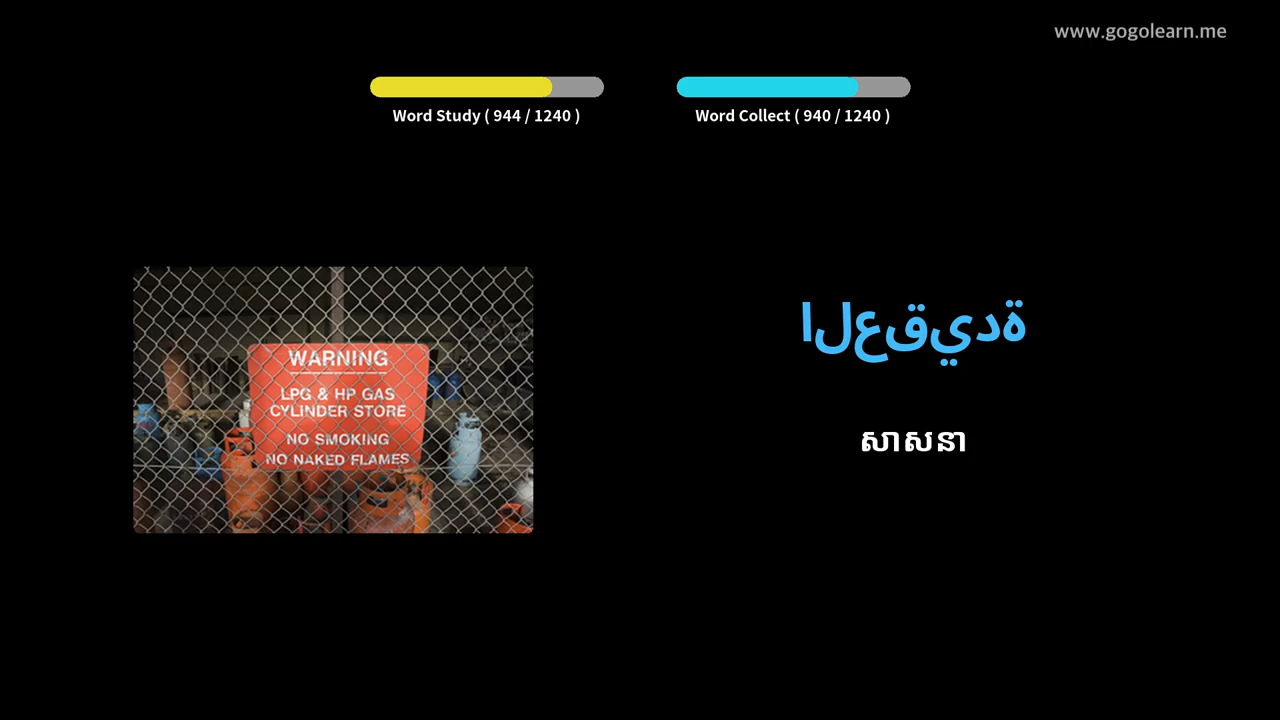 www.gogolearn.me
Word Study ( 944 / 1240 )
Word Collect ( 940 / 1240 )
WARNING
LPG & HP GAS
CYLINDER STORE
NO SMOKING
NO NAKED FLAMES
العقيدة
សាសនា